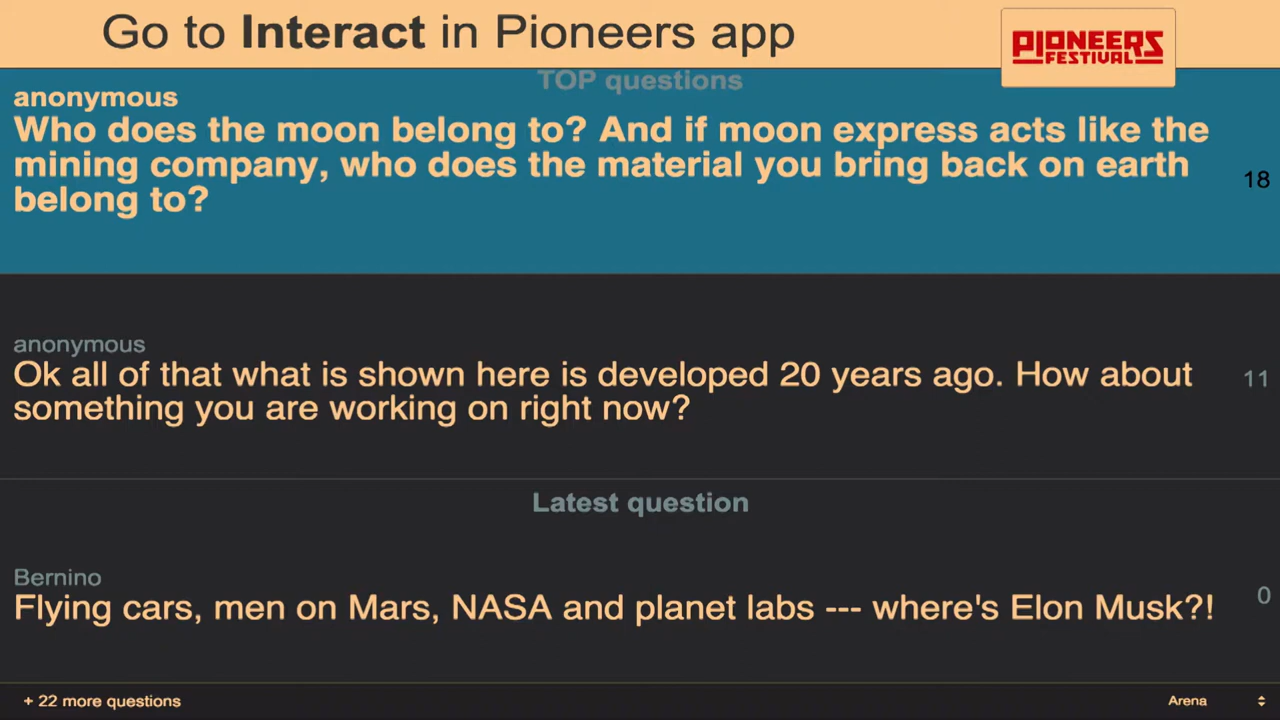 Go to Interact in Pioneers app
PIONEERS
FESTIVAL
TOP questions
anonymous
Who does the moon belong to? And if moon express acts like the
mining company, who does the material you bring back on earth
belong to?
18
anonymous
Ok all of that what is shown here is developed 20 years ago. How about
something you are working on right now?
11
Latest question
Bernino
Flying cars, men on Mars, NASA and planet labs --- where's Elon Musk?!
0
+ 22 more questions
Arena